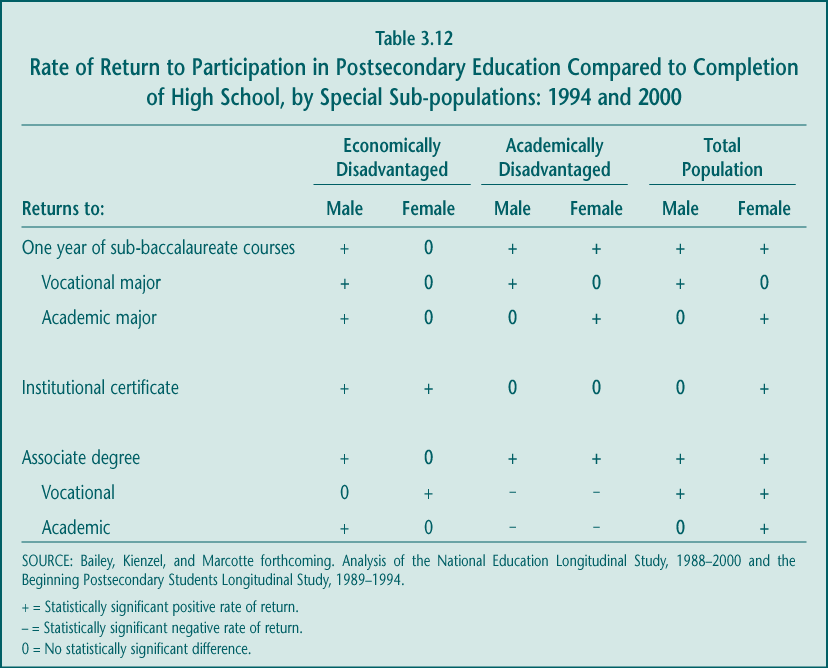 Table 3.12
Rate of Return to Participation in Postsecondary Education Compared to Completion
of High School, by Special Sub-populations: 1994 and 2000
Economically Academically Total
Disadvantaged Disadvantaged Population
Returns to: Male Female Male Female Male Female
One year of sub-baccalaureate courses + 0 + + + +
Vocational major + 0 + 0 + 0
Academic major + 0 0 + 0 +
Institutional certificate + + 0 0 0 +
Associate degree + 0 + + + +
Vocational 0 + – – + +
Academic + 0 – – 0 +
SOURCE: Bailey, Kienzel, and Marcotte forthcoming. Analysis of the National Education Longitudinal Study, 1988–2000 and the
Beginning Postsecondary Students Longitudinal Study, 1989–1994.
+ = Statistically significant positive rate of return.
– = Statistically significant negative rate of return.
0 = No statistically significant difference.